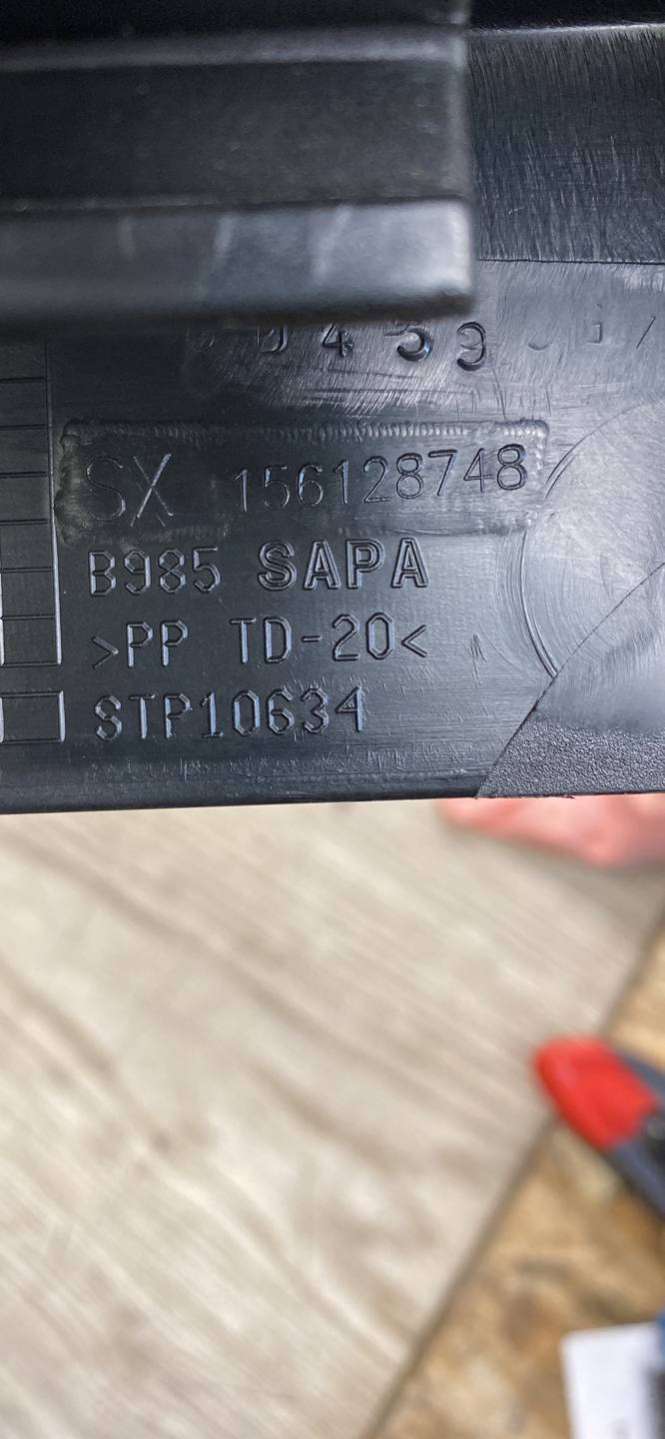 SX 156128748
B985 SAPA
>PP TD-20<
STP10634